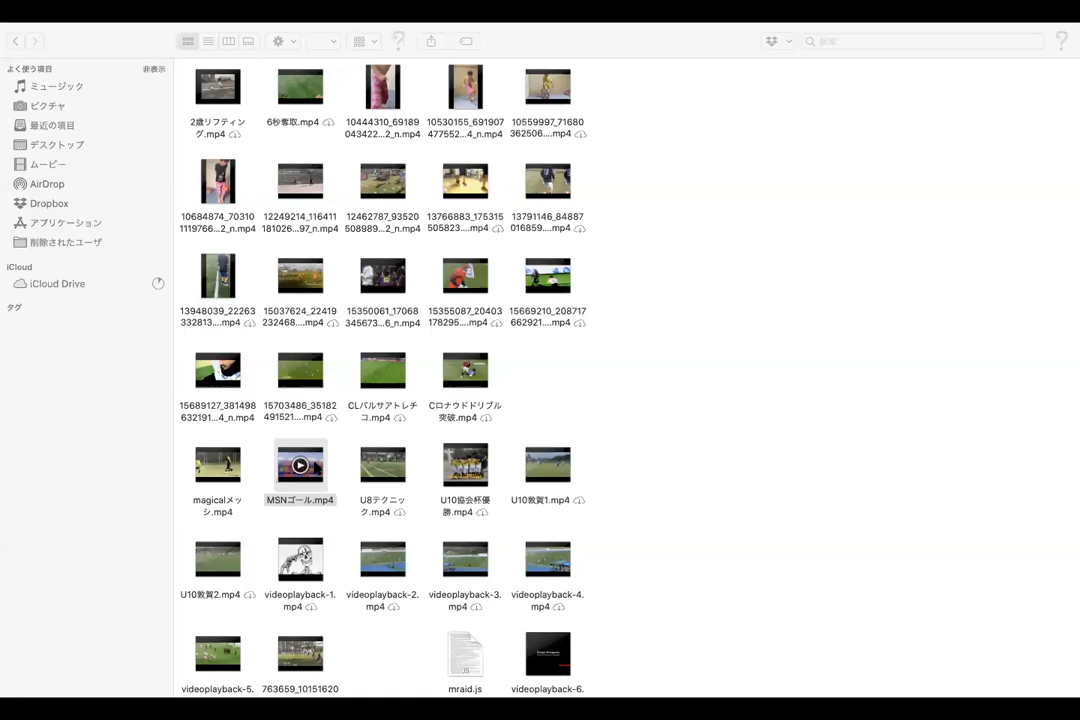 よく使う項目
非表示
ミュージック
ピクチャ
最近の項目
デスクトップ
ムービー
AirDrop
Dropbox
アプリケーション
削除されたユーザ
iCloud
iCloud Drive
タグ
検索
2歳リフティン
グ.mp4
6秒奪取.mp4
10444310_69189
043422...2_n.mp4
10530155_691907
477552...4_n.mp4
10559997_71680
362506....mp4
10684874_70310
1119766...2_n.mp4
12249214_116411
181026...97_n.mp4
12462787_93520
508989...2_n.mp4
13766883_175315
505823....mp4
13791146_84887
016859....mp4
13948039_22263
332813....mp4
15037624_22419
232468....mp4
15350061_17068
345673...6_n.mp4
15355087_20403
178295....mp4
15669210_208717
662921....mp4
15689127_381498
632191...4_n.mp4
15703486_35182
491521....mp4
CLバルサアトレチ
コ.mp4
Cロナウドドリブル
突破.mp4
magicalメッ
シ.mp4
MSNゴール.mp4
U8テクニッ
ク.mp4
U10協会杯優
勝.mp4
U10敦賀1.mp4
U10敦賀2.mp4
videoplayback-1.
mp4
videoplayback-2.
mp4
videoplayback-3.
mp4
videoplayback-4.
mp4
videoplayback-5.
763659_10151620
JS
mraid.js
videoplayback-6.